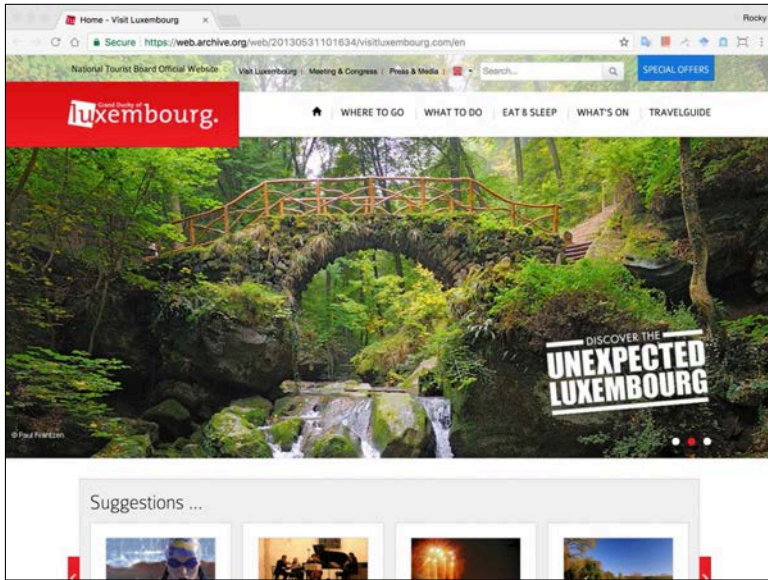 Home - Visit Luxembourg
Rocky
Secure https://web.archive.org/web/20130531101634/visitluxembourg.com/en
National Tourist Board Official Website
Visit Luxembourg
Meeting & Congress
Press & Media
Search...
SPECIAL OFFERS
Grand Duchy of
luxembourg.
WHERE TO GO
WHAT TO DO
EAT & SLEEP
WHAT'S ON
TRAVELGUIDE
DISCOVER THE
UNEXPECTED
LUXEMBOURG
© Paul Frantzen
Suggestions ...